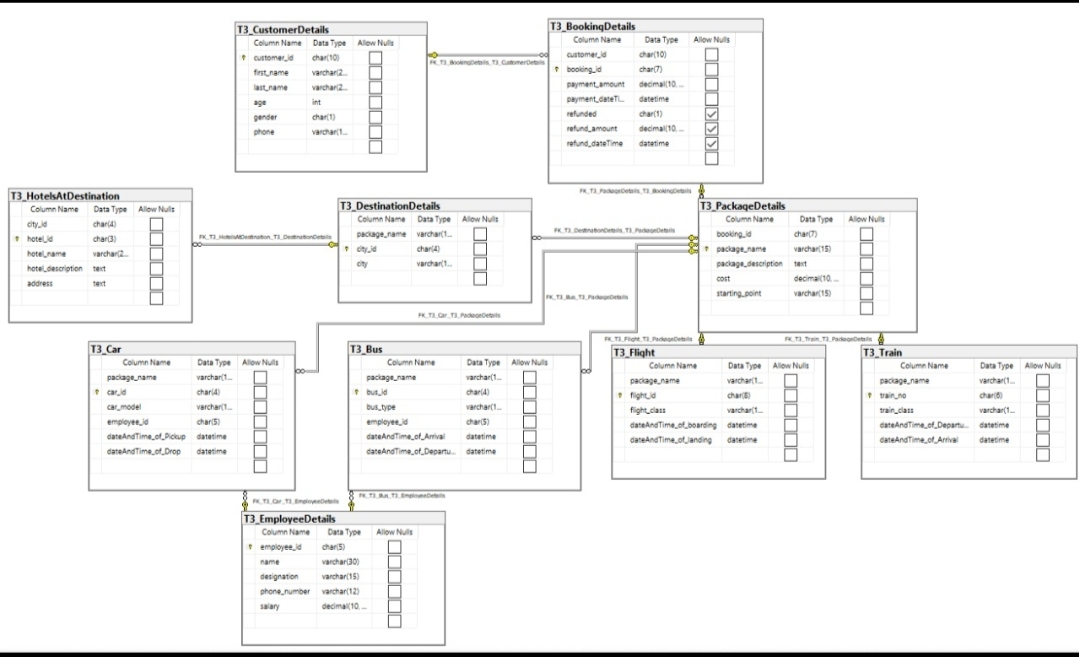 T3_CustomerDetails
Column Name Data Type Allow Nulls
customer_id char(10)
first_name varchar(2...
last_name varchar(2...
age int
gender char(1)
phone varchar(1...
FK_T3_BookingDetails_T3_CustomerDetails
T3_BookingDetails
Column Name Data Type Allow Nulls
customer_id char(10)
booking_id char(7)
payment_amount decimal(10, ...
payment_dateTi... datetime
refunded char(1)
refund_amount decimal(10, ...
refund_dateTime datetime
FK_T3_PackageDetails_T3_BookingDetails
T3_HotelsAtDestination
Column Name Data Type Allow Nulls
city_id char(4)
hotel_id char(3)
hotel_name varchar(2...
hotel_description text
address text
FK_T3_HotelsAtDestination_T3_DestinationDetails
T3_DestinationDetails
Column Name Data Type Allow Nulls
package_name varchar(1...
city_id char(4)
city varchar(1...
FK_T3_DestinationDetails_T3_PackageDetails
T3_PackageDetails
Column Name Data Type Allow Nulls
booking_id char(7)
package_name varchar(15)
package_description text
cost decimal(10, ...
starting_point varchar(15)
FK_T3_Bus_T3_PackageDetails
FK_T3_Car_T3_PackageDetails
FK_T3_Flight_T3_PackageDetails
FK_T3_Train_T3_PackageDetails
T3_Car
Column Name Data Type Allow Nulls
package_name varchar(1...
car_id char(4)
car_model varchar(1...
employee_id char(5)
dateAndTime_of_Pickup datetime
dateAndTime_of_Drop datetime
T3_Bus
Column Name Data Type Allow Nulls
package_name varchar(1...
bus_id char(4)
bus_type varchar(1...
employee_id char(5)
dateAndTime_of_Arrival datetime
dateAndTime_of_Departu... datetime
T3_Flight
Column Name Data Type Allow Nulls
package_name varchar(1...
flight_id char(8)
flight_class varchar(1...
dateAndTime_of_boarding datetime
dateAndTime_of_landing datetime
T3_Train
Column Name Data Type Allow Nulls
package_name varchar(1...
train_no char(6)
train_class varchar(1...
dateAndTime_of_Departu... datetime
dateAndTime_of_Arrival datetime
FK_T3_Car_T3_EmployeeDetails
FK_T3_Bus_T3_EmployeeDetails
T3_EmployeeDetails
Column Name Data Type Allow Nulls
employee_id char(5)
name varchar(30)
designation varchar(15)
phone_number varchar(12)
salary decimal(10, ...